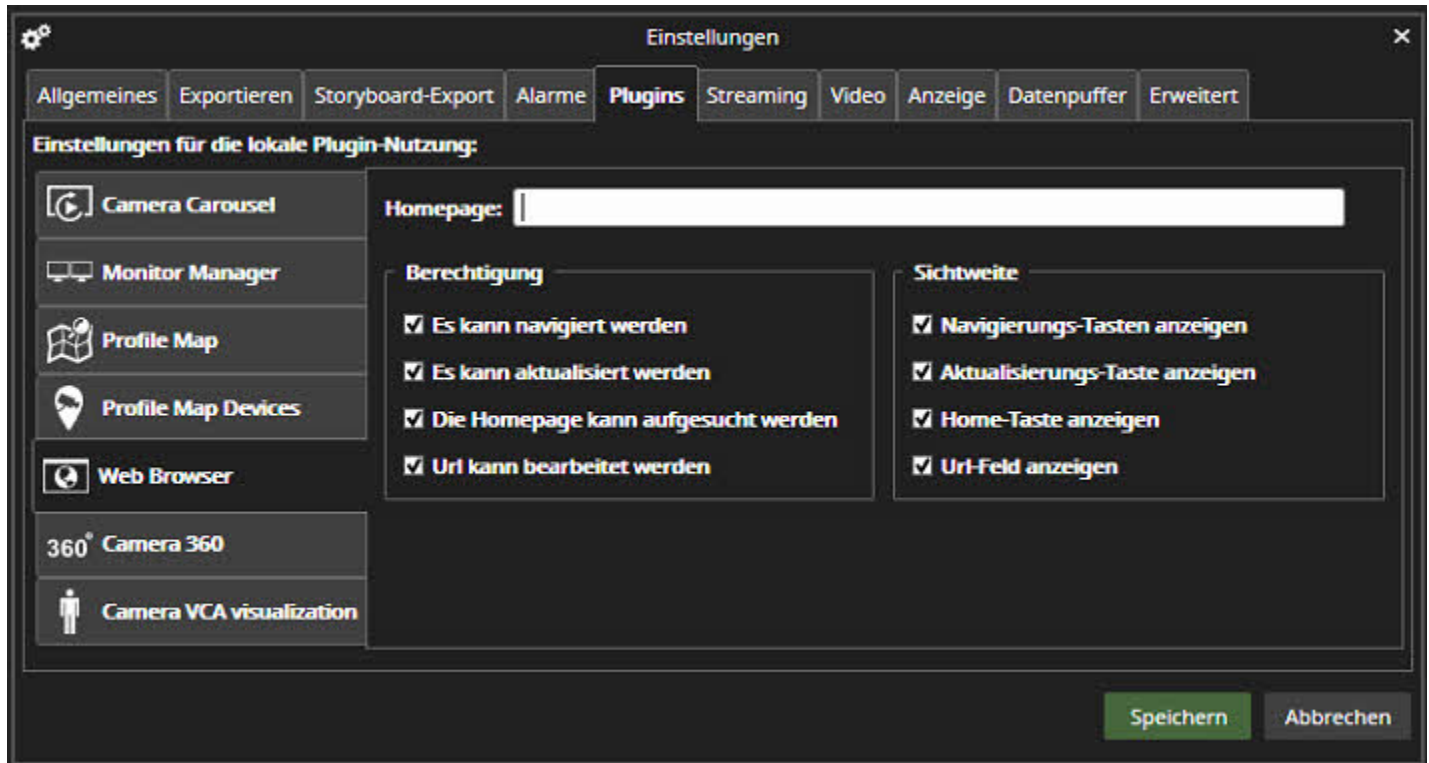 Einstellungen
Allgemeines Exportieren Storyboard-Export Alarme Plugins Streaming Video Anzeige Datenpuffer Erweitert
Einstellungen für die lokale Plugin-Nutzung:
Camera Carousel
Monitor Manager
Profile Map
Profile Map Devices
Web Browser
360° Camera 360
Camera VCA visualization
Homepage:
Berechtigung
Es kann navigiert werden
Es kann aktualisiert werden
Die Homepage kann aufgesucht werden
Url kann bearbeitet werden
Sichtweite
Navigierungs-Tasten anzeigen
Aktualisierungs-Taste anzeigen
Home-Taste anzeigen
Url-Feld anzeigen
Speichern Abbrechen